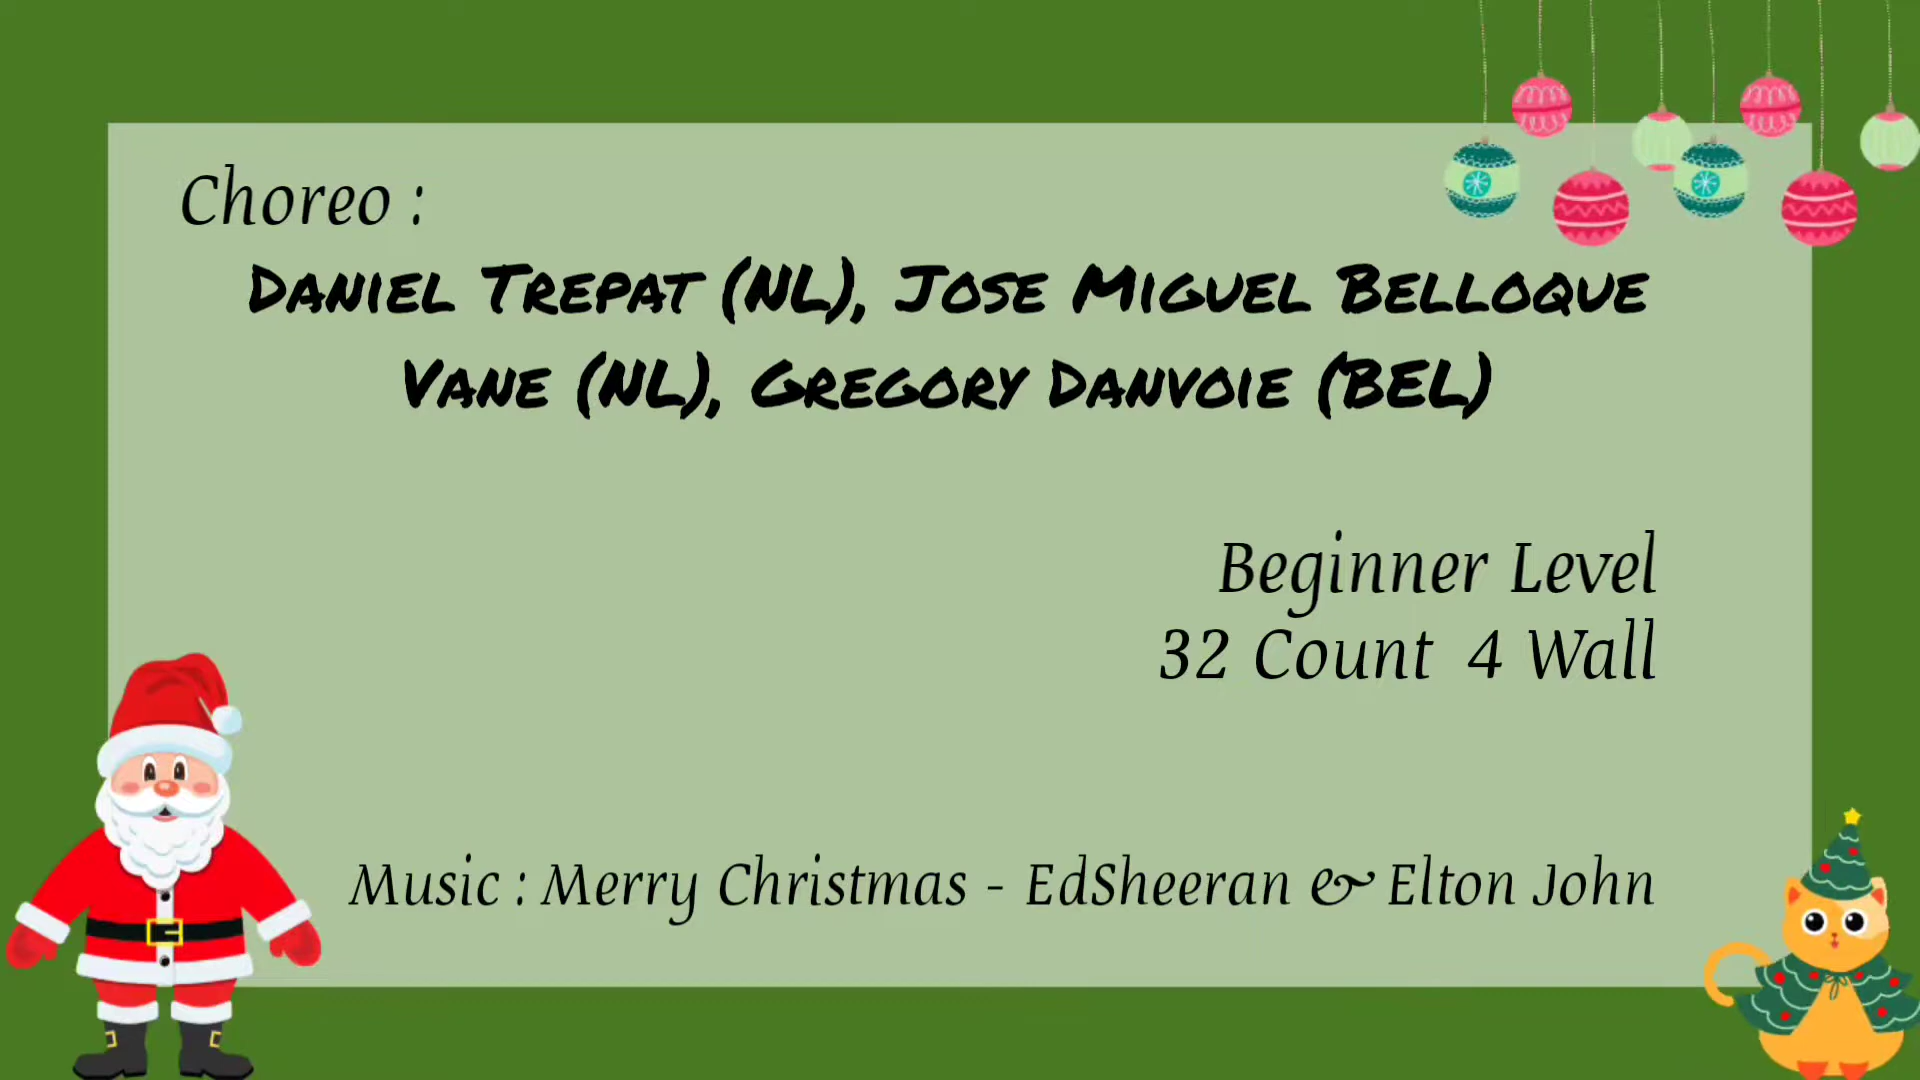 Choreo :
Daniel Trepat (NL), Jose Miguel Belloque
Vane (NL), Gregory Danvoie (BEL)
Beginner Level
32 Count 4 Wall
Music : Merry Christmas - EdSheeran & Elton John